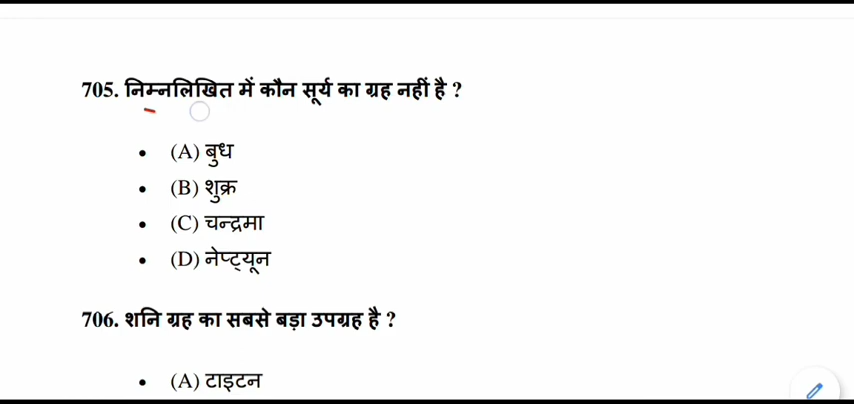 705. निम्नलिखित में कौन सूर्य का ग्रह नहीं है ?
• (A) बुध
• (B) शुक्र
• (C) चन्द्रमा
• (D) नेप्ट्यून
706. शनि ग्रह का सबसे बड़ा उपग्रह है ?
• (A) टाइटन